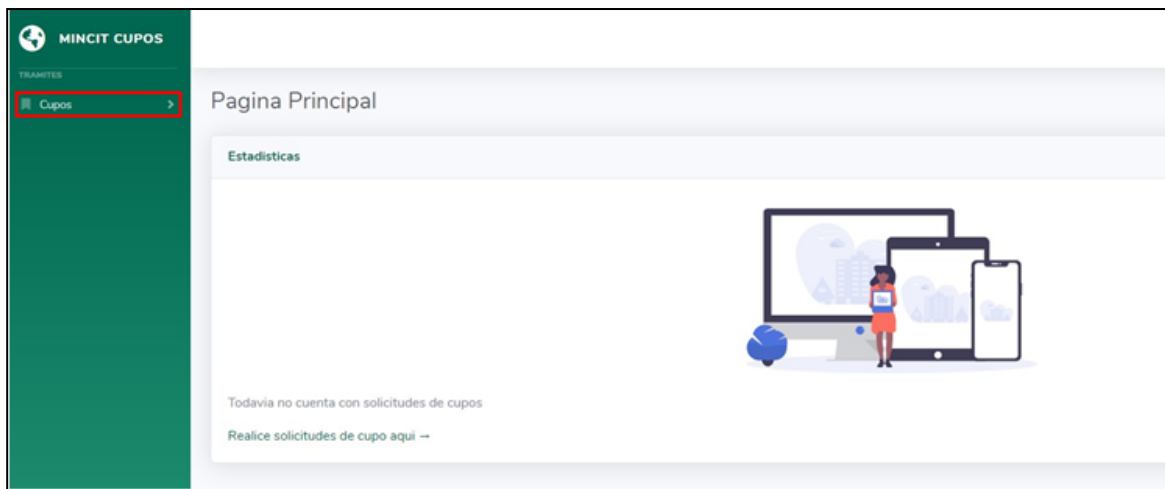 MINCIT CUPOS
TRAMITES
Cupos
Pagina Principal
Estadisticas
Todavia no cuenta con solicitudes de cupos
Realice solicitudes de cupo aqui →